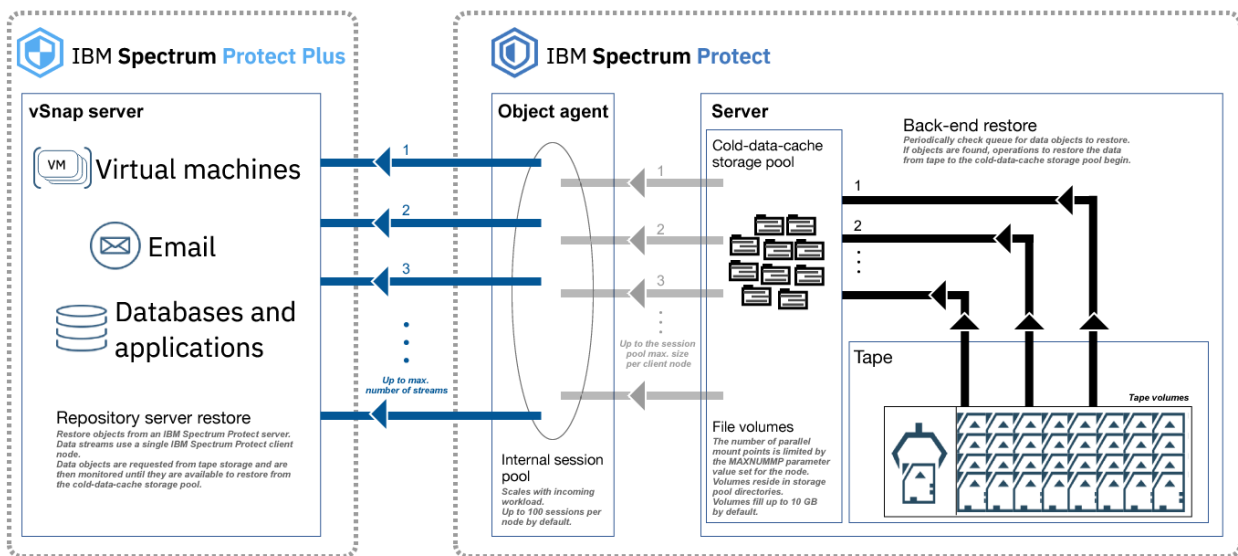 IBM Spectrum Protect Plus
vSnap server
VM
Virtual machines
Email
Databases and
applications
Repository server restore
Restore objects from an IBM Spectrum Protect server.
Data streams use a single IBM Spectrum Protect client
node.
Data objects are requested from tape storage and are
then monitored until they are available to restore from
the cold-data-cache storage pool.
1
2
3
Up to max.
number of streams
IBM Spectrum Protect
Object agent
Internal session
pool
Scales with incoming
workload.
Up to 100 sessions per
node by default.
1
2
3
Up to the session
pool max. size
per client node
Server
Cold-data-cache
storage pool
File volumes
The number of parallel
mount points is limited by
the MAXNUMMP parameter
value set for the node.
Volumes reside in storage
pool directories.
Volumes fill up to 10 GB
by default.
Back-end restore
Periodically check queue for data objects to restore.
If objects are found, operations to restore the data
from tape to the cold-data-cache storage pool begin.
1
2
Tape
Tape volumes